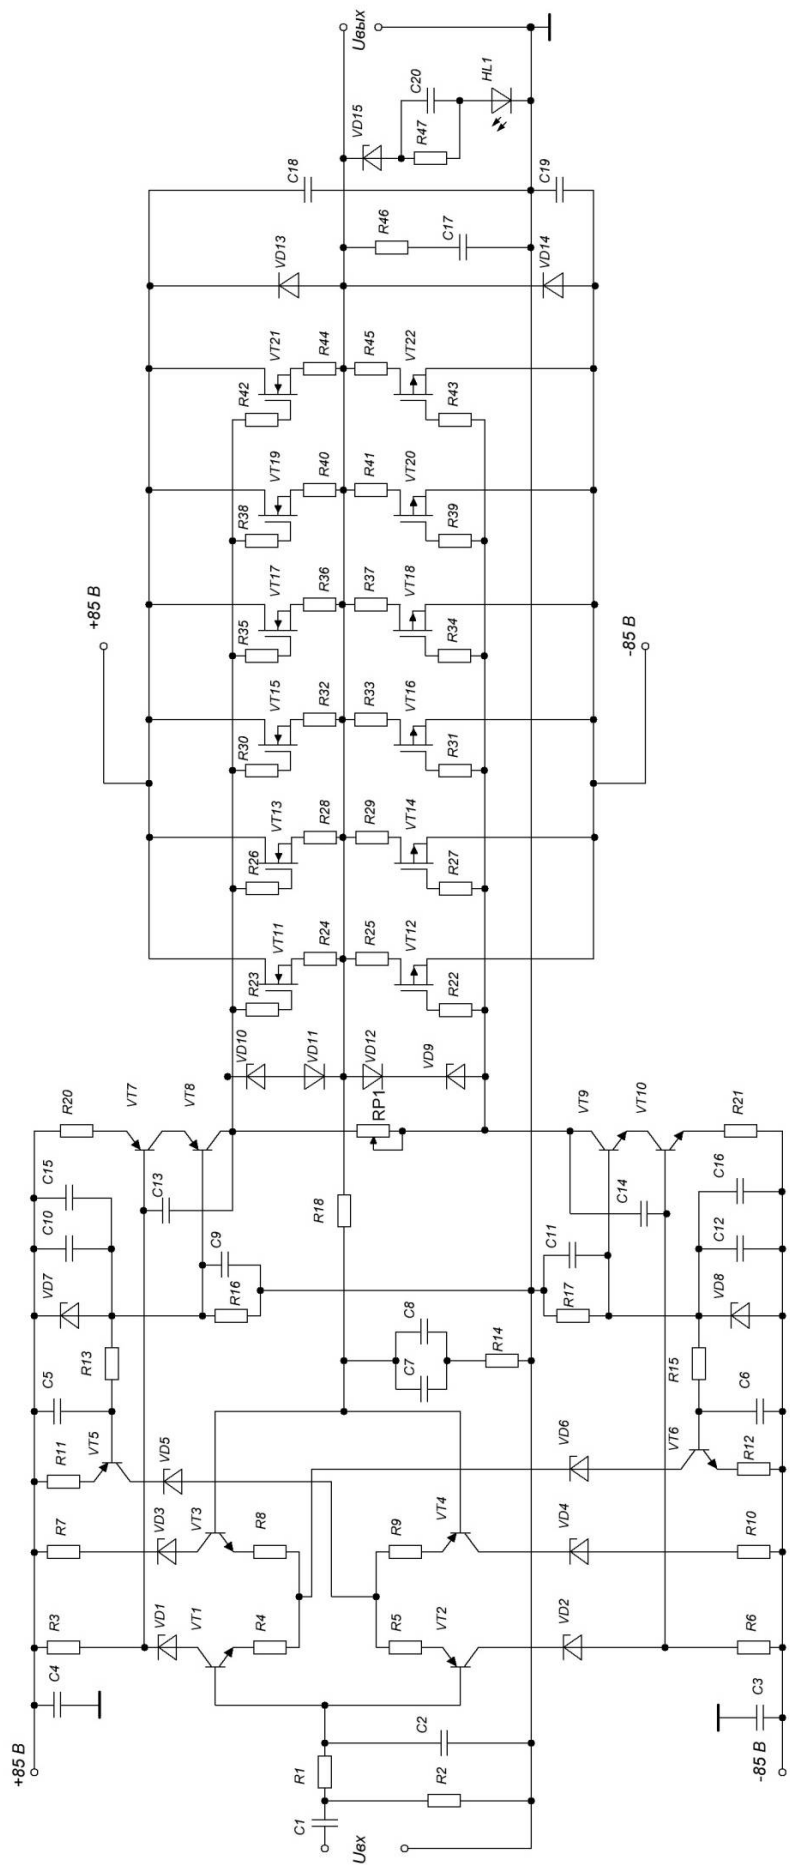 Uвых
HL1
C20
R47
VD15
C18
C19
R46
C17
VD13
VD14
VT21
R44
R45
VT22
R42
R43
VT19
R40
R41
VT20
R38
R39
VT17
R36
R37
VT18
R35
R34
+85 В
-85 В
VT15
R32
R33
VT16
R30
R31
VT13
R28
R29
VT14
R26
R27
VT11
R24
R25
VT12
R23
R22
VD10
VD11
VD12
VD9
R20
VT7
VT8
RP1
VT9
VT10
R21
C15
C13
R18
C14
C16
C10
C9
C11
C12
VD7
R16
R17
VD8
C8
C7
R14
R13
R15
C5
C6
R11
VT5
VD5
VD6
VT6
R12
R7
VD3
VT3
R8
R9
VT4
VD4
R10
R3
VD1
VT1
R4
R5
VT2
VD2
R6
C4
C3
+85 В
-85 В
R1
C2
R2
C1
Uвх